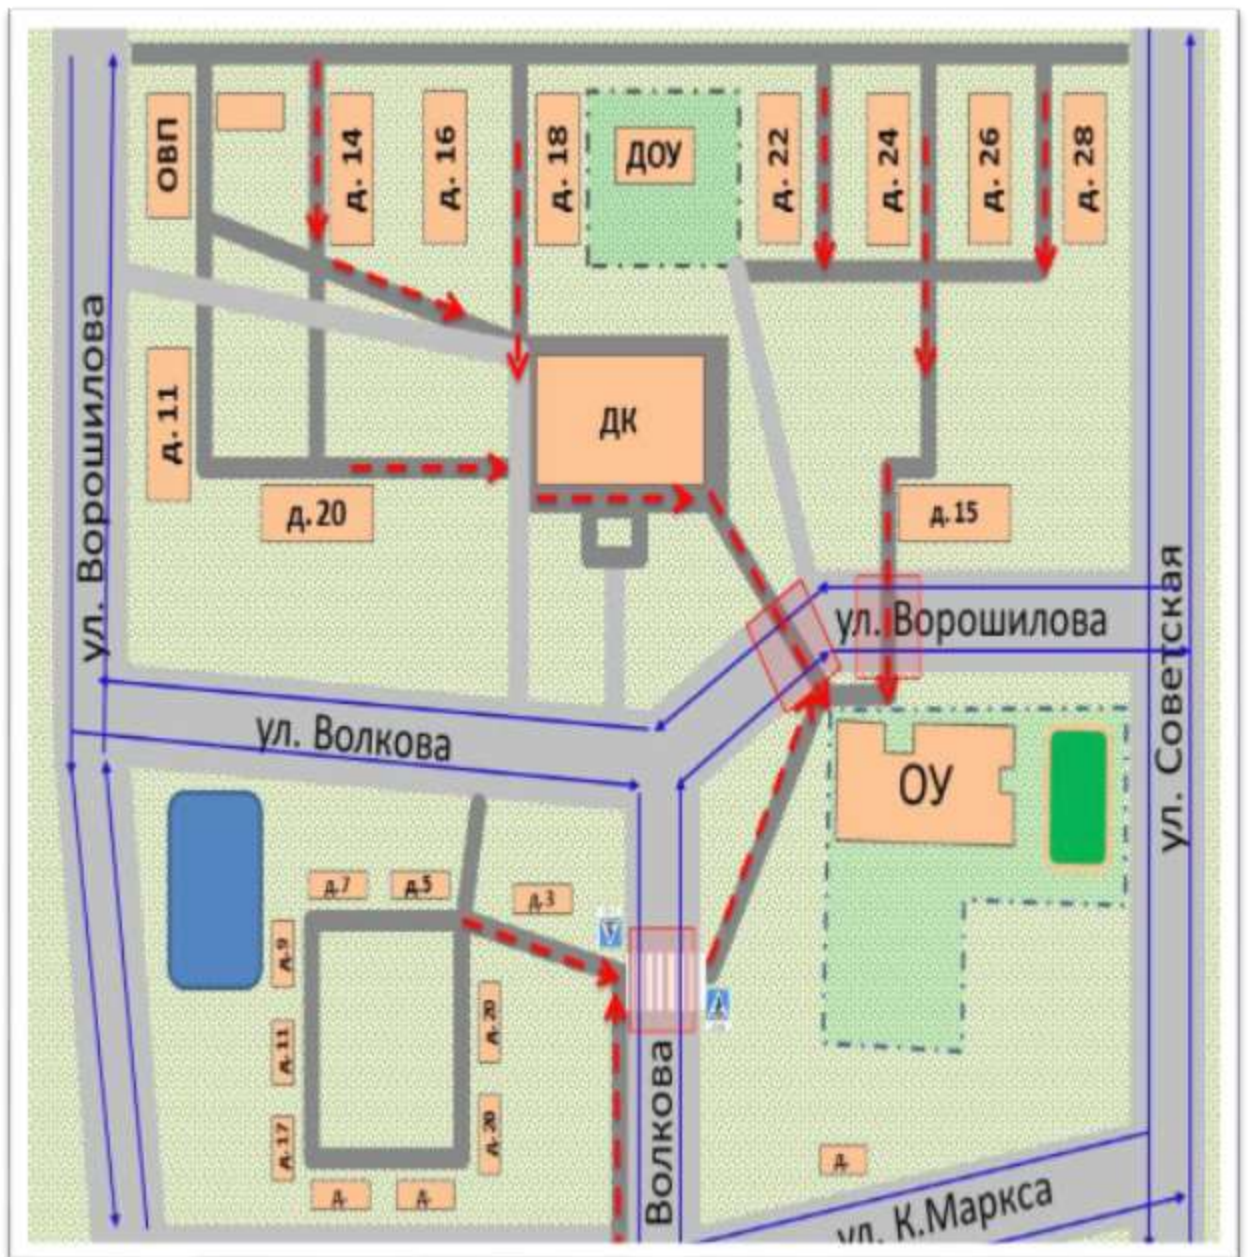 ОВП
д. 14
д. 16
д. 18
ДОУ
д. 22
д. 24
д. 26
д. 28
ул. Ворошилова
д. 11
д. 20
ДК
д. 15
ул. Ворошилова
ул. Советская
ул. Волкова
ОУ
д.7
д.5
д.3
д.9
д.11
д.17
д.20
д.20
д.
д.
Волкова
д.
ул. К.Маркса